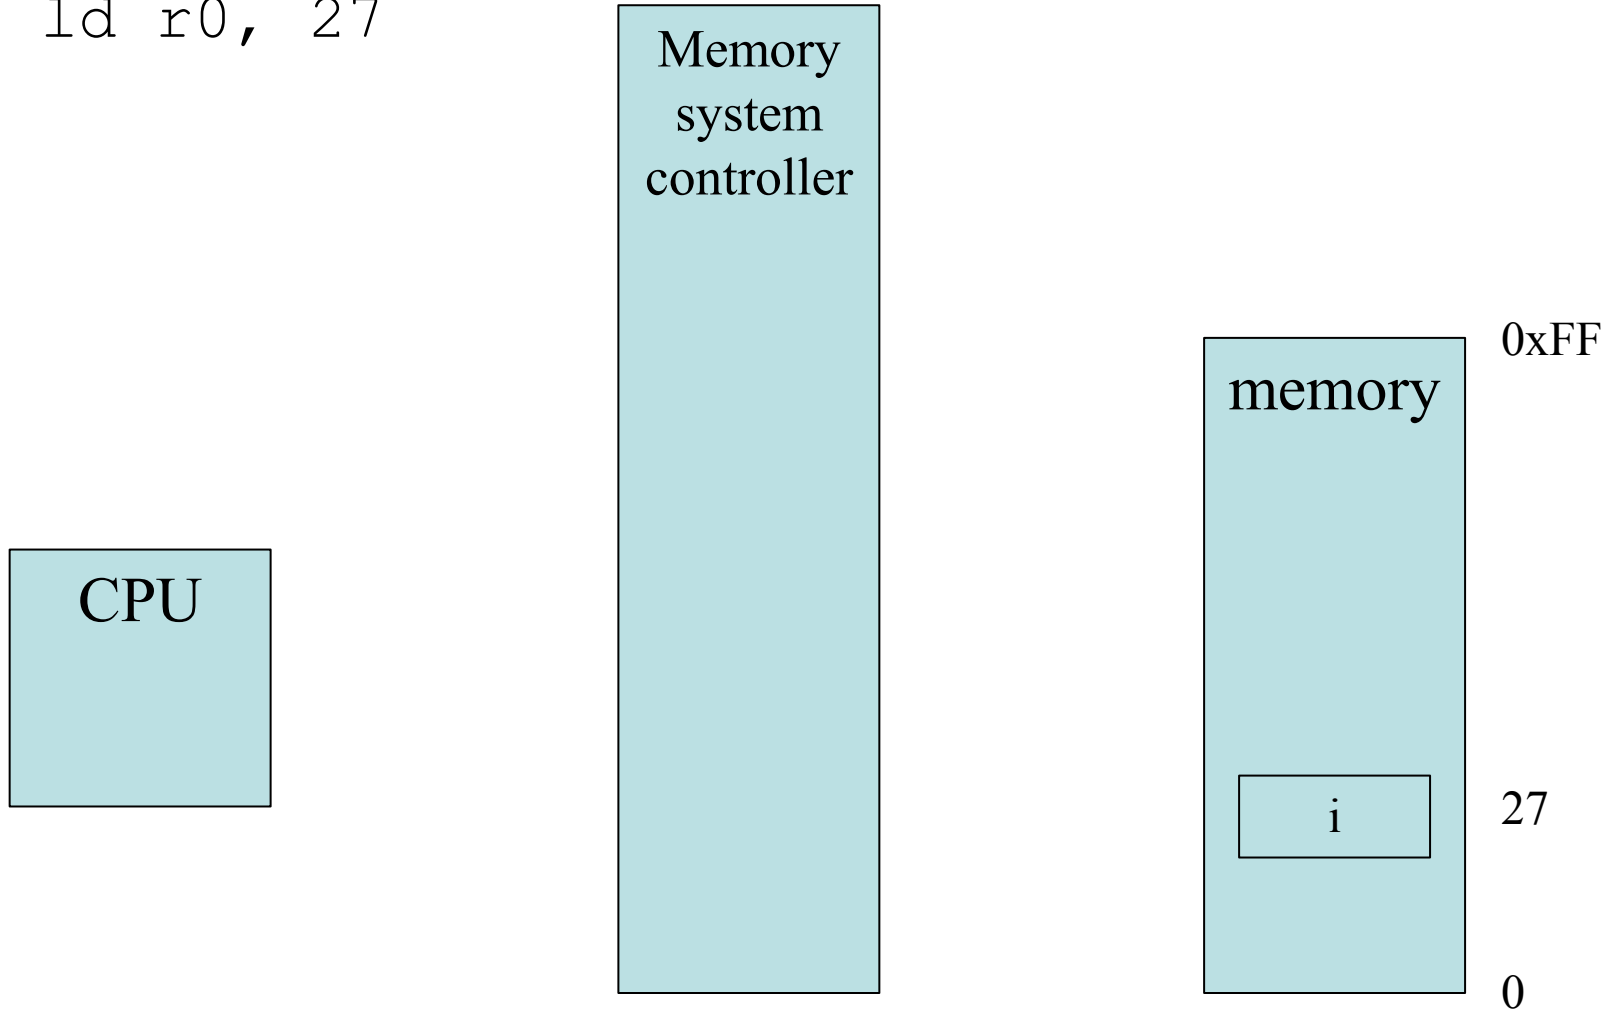 ld r0, 27
Memory
system
controller
0xFF
memory
CPU
27
i
0